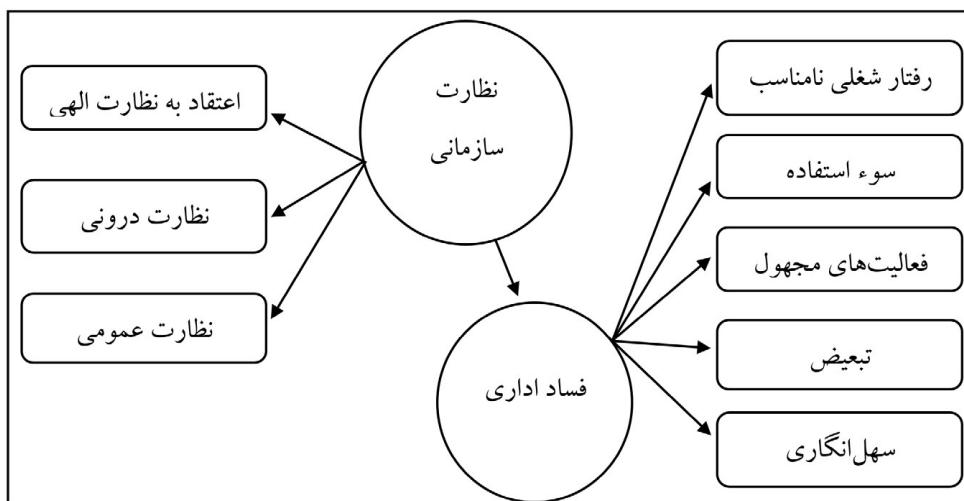 رفتار شغلی نامناسب
سوء استفاده
فعالیت‌های مجهول
تبعیض
سهل‌انگاری
نظارت
سازمانی
فساد اداری
اعتقاد به نظارت الهی
نظارت درونی
نظارت عمومی